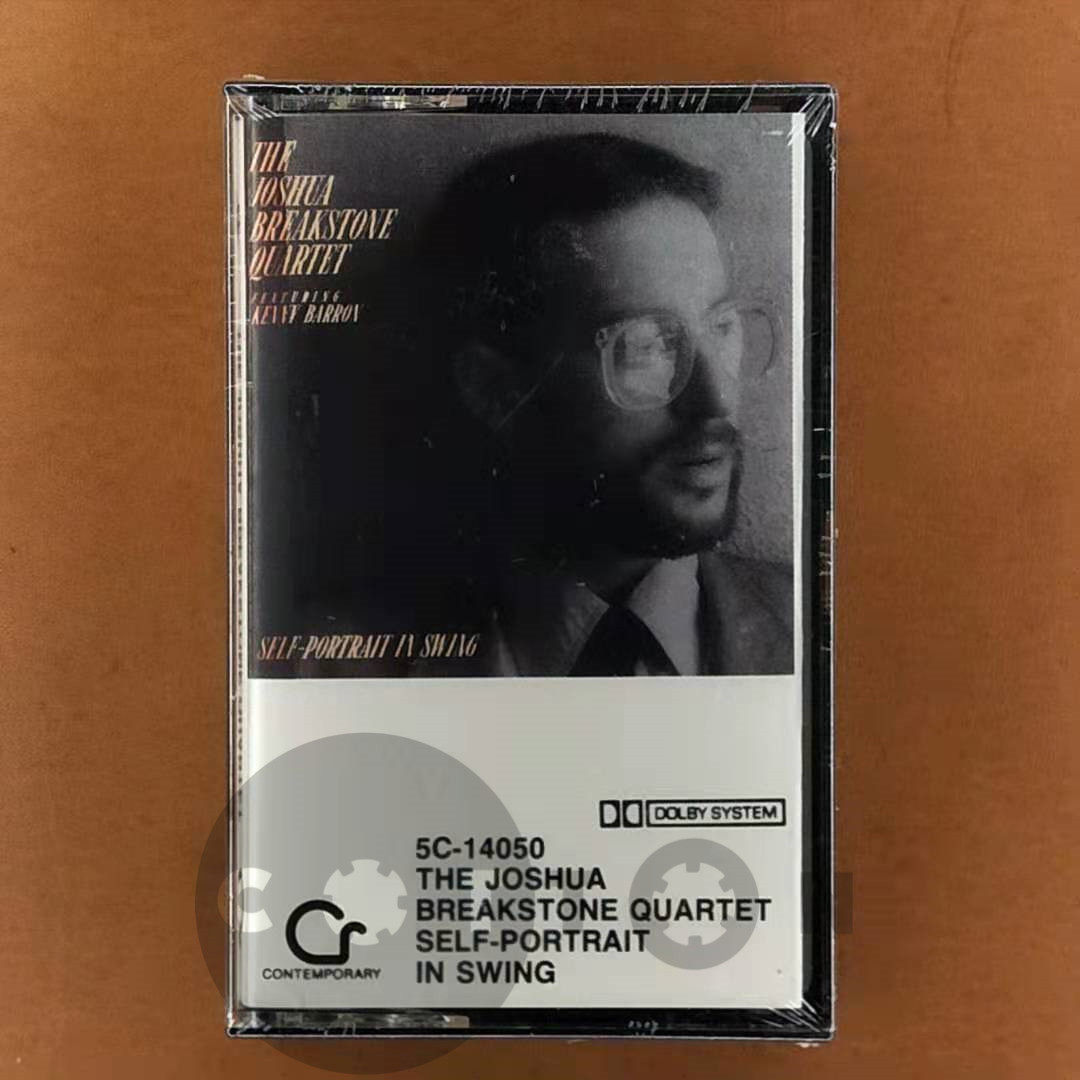 THE
JOSHUA
BREAKSTONE
QUARTET
FEATURING
KENNY BARRON
SELF-PORTRAIT IN SWING
DOLBY SYSTEM
5C-14050
THE JOSHUA
BREAKSTONE QUARTET
SELF-PORTRAIT
IN SWING
Cr
CONTEMPORARY